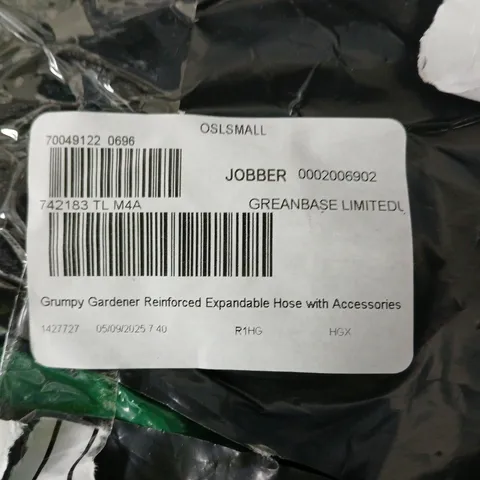 OSLSMALL
70049122 0696
JOBBER 0002006902
742183 TL M4A GREANBASE LIMITED
Grumpy Gardener Reinforced Expandable Hose with Accessories
1427727 05/09/2025 7 40 R1HG HGX